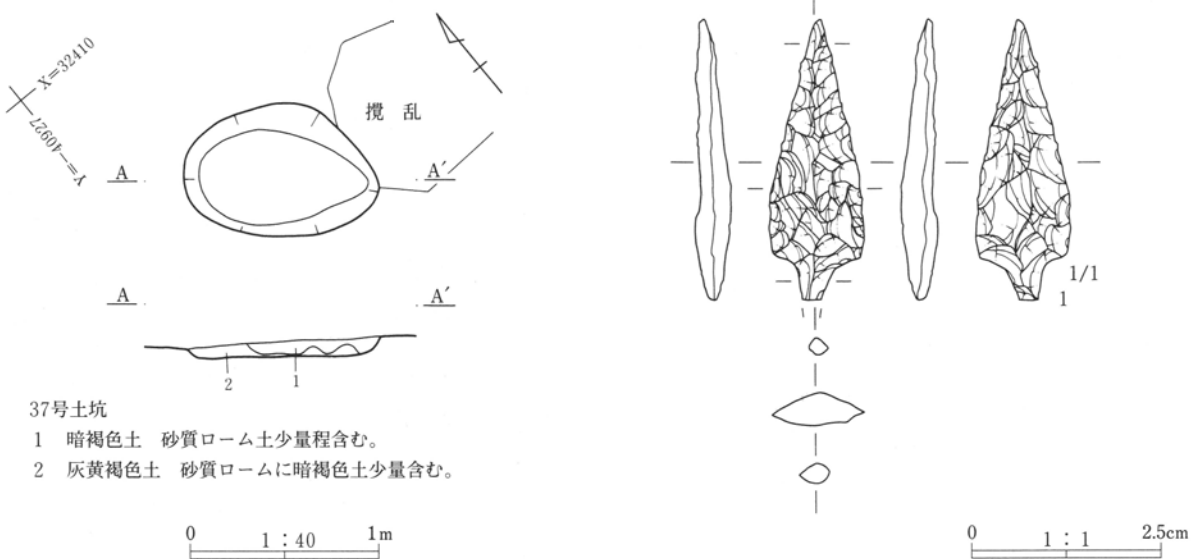 X=32410
Y=-40927
攪 乱
A A′
A A′
2 1
37号土坑
1 暗褐色土 砂質ローム土少量程含む。
2 灰黄褐色土 砂質ロームに暗褐色土少量含む。
0 1:40 1m
1/1
1
0 1:1 2.5cm